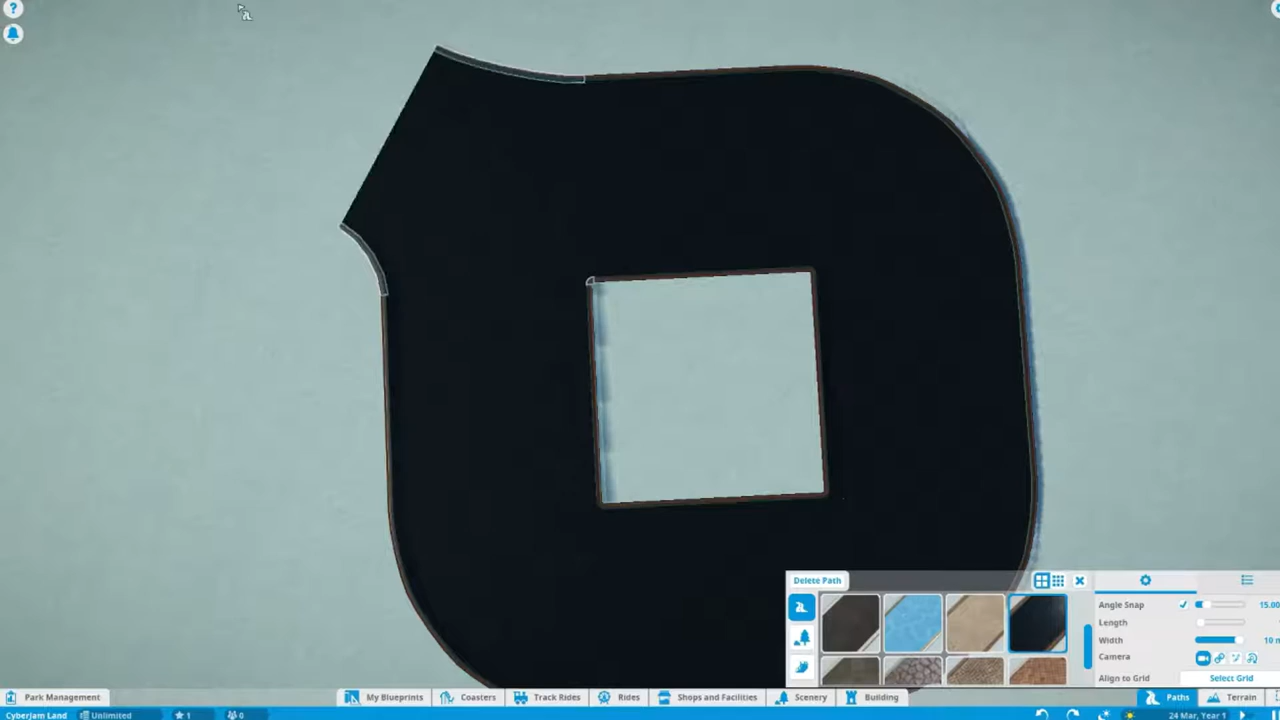 ?
Delete Path
Angle Snap 15.00
Length
Width 10 m
Camera
Align to Grid Select Grid
Park Management My Blueprints Coasters Track Rides Rides Shops and Facilities Scenery Building Paths Terrain
CyberJam Land Unlimited 1 0 24 Mar, Year 1